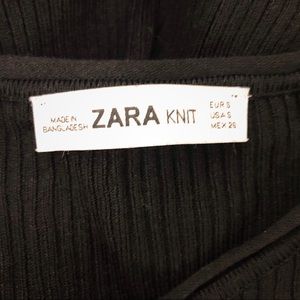 MADE IN
BANGLADESH
ZARA KNIT
EUR S
USA S
MEX 26